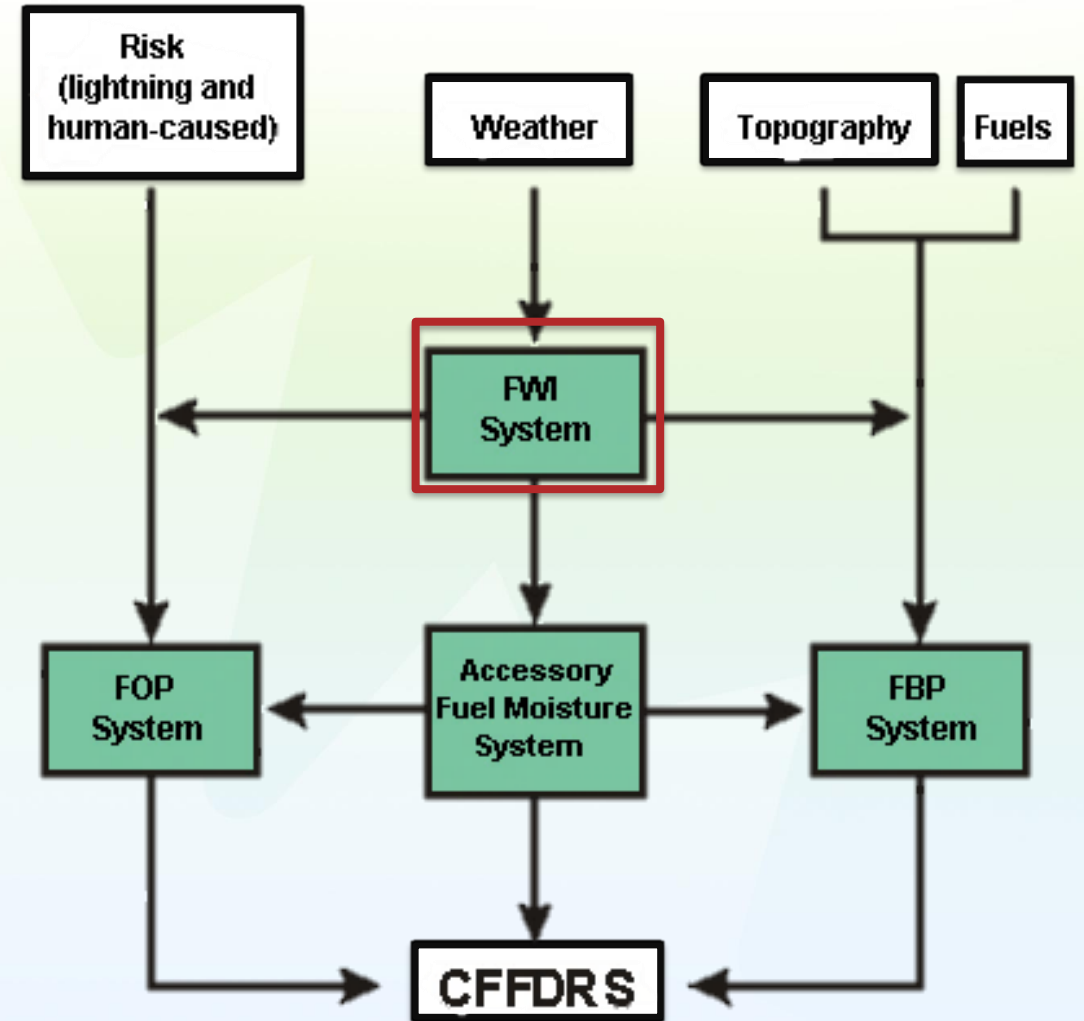 Risk
(lightning and
human-caused)
Weather
Topography
Fuels
FWI
System
FOP
System
Accessory
Fuel Moisture
System
FBP
System
CFFDRS